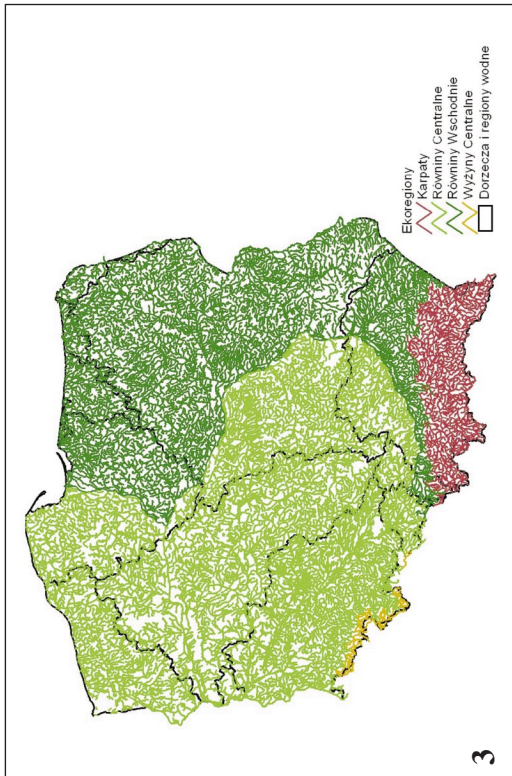 Ekoregiony
Karpaty
Równiny Centralne
Równiny Wschodnie
Wyżyny Centralne
Dorzecza i regiony wodne
3